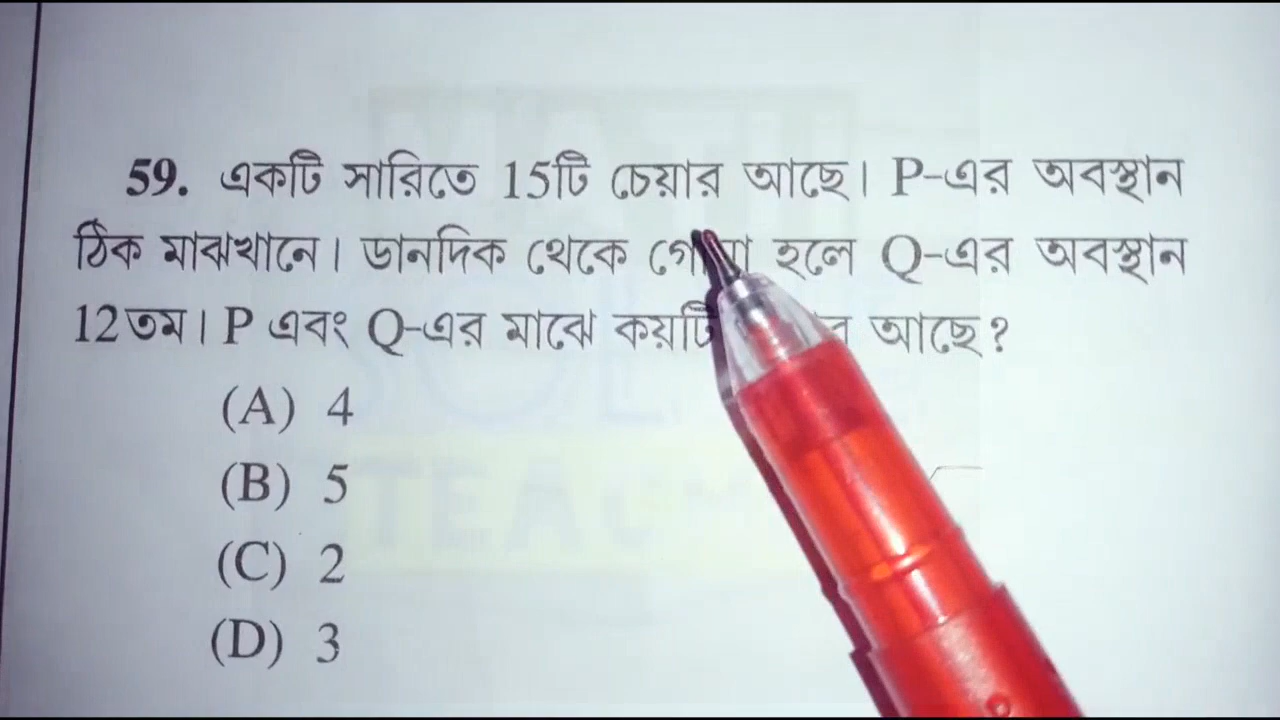 59. একটি সারিতে 15টি চেয়ার আছে। P-এর অবস্থান
ঠিক মাঝখানে। ডানদিক থেকে হলে Q-এর অবস্থান
12তম। P এবং Q-এর মাঝে কয়টি আছে?
(A) 4
(B) 5
(C) 2
(D) 3